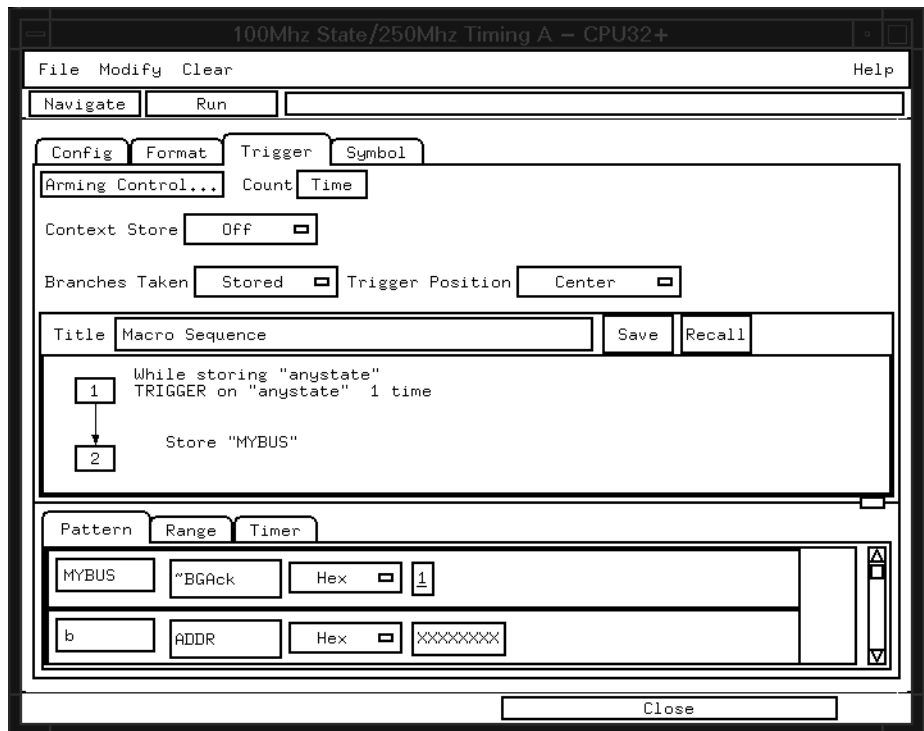 100Mhz State/250Mhz Timing A – CPU32+
File Modify Clear Help
Navigate Run
Config Format Trigger Symbol
Arming Control... Count Time
Context Store Off
Branches Taken Stored Trigger Position Center
Title Macro Sequence Save Recall
While storing "anystate"
1 TRIGGER on "anystate" 1 time
Store "MYBUS"
2
Pattern Range Timer
MYBUS ~BGAck Hex 1
b ADDR Hex XXXXXXXX
Close